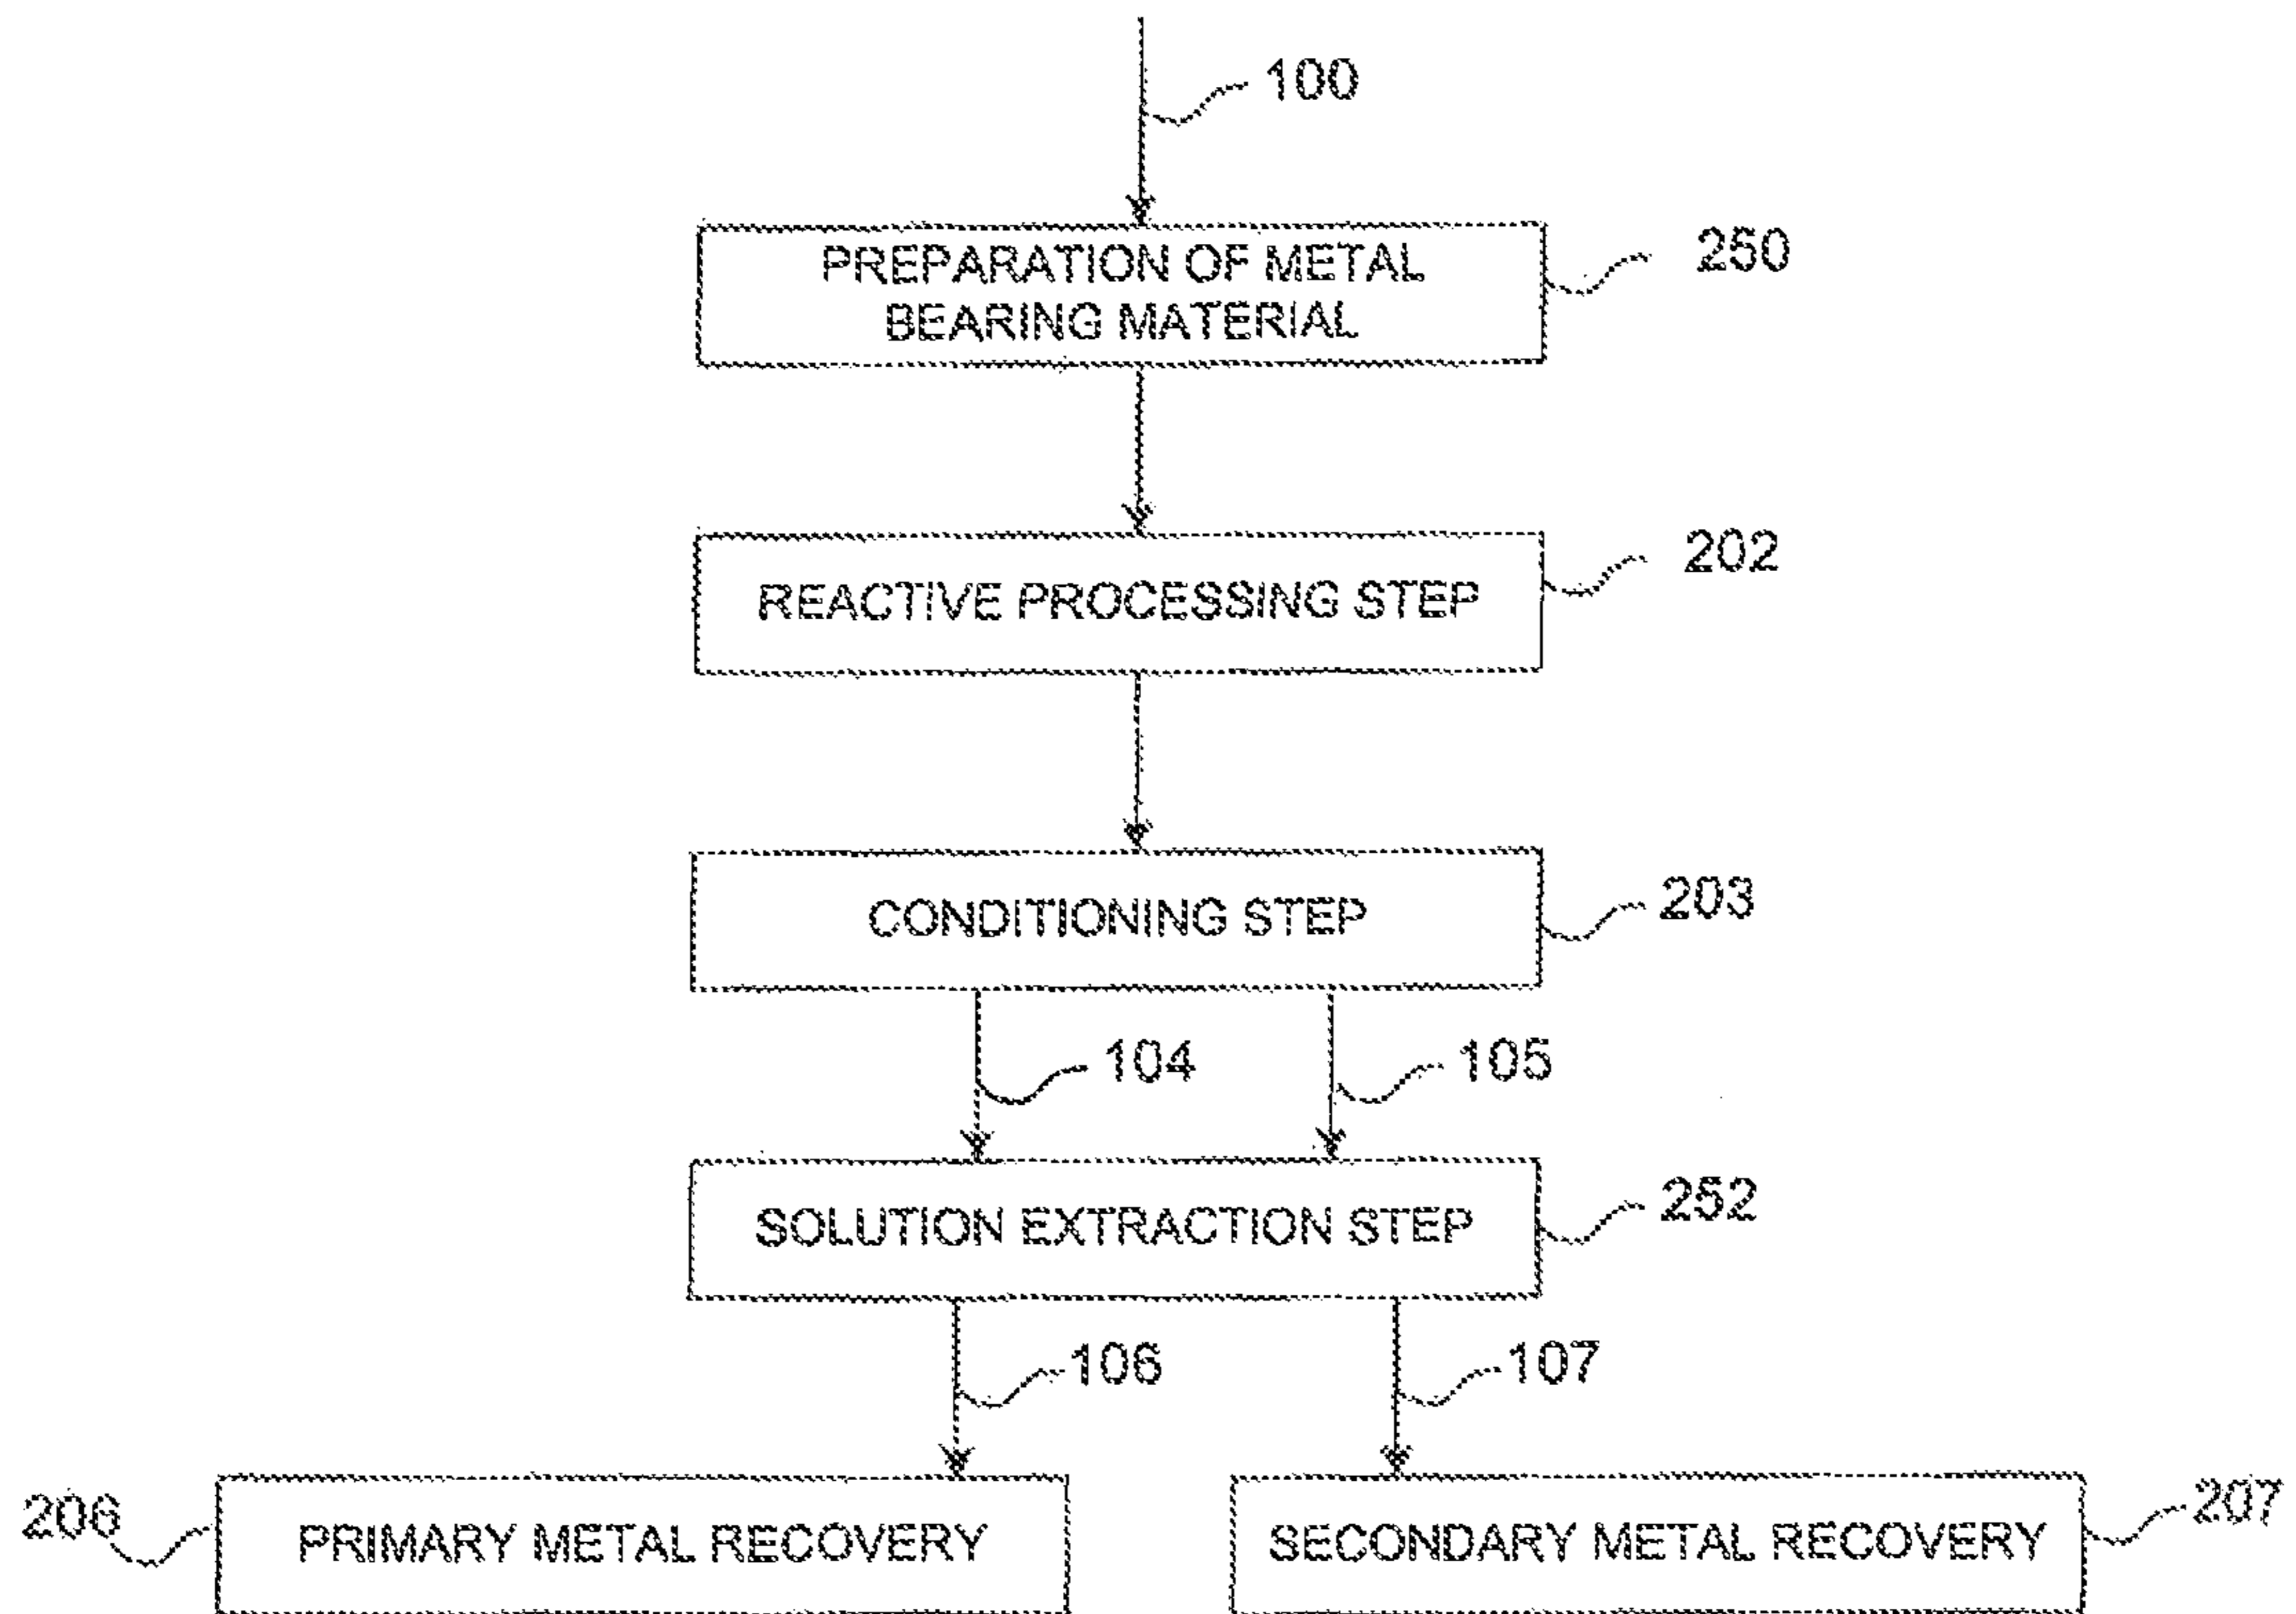 100
PREPARATION OF METAL
BEARING MATERIAL
250
REACTIVE PROCESSING STEP
202
CONDITIONING STEP
203
104
105
SOLUTION EXTRACTION STEP
252
106
107
206
PRIMARY METAL RECOVERY
SECONDARY METAL RECOVERY
207